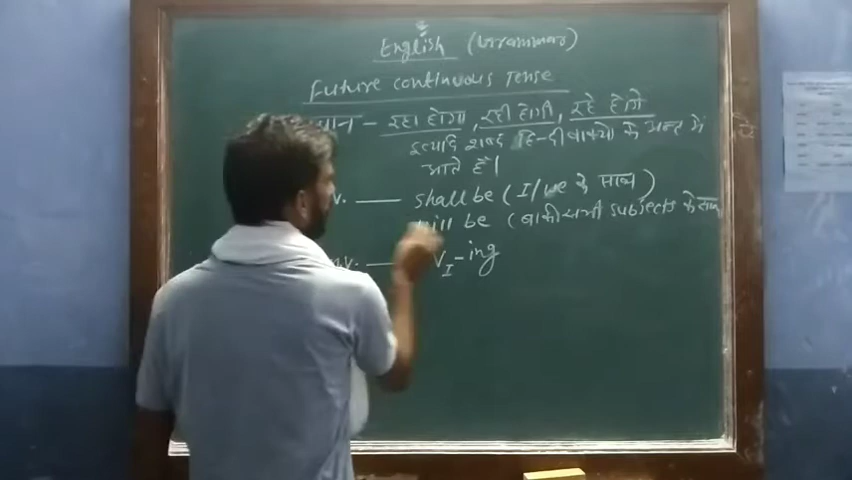 English (Grammar)
Future continuous Tense
- रहा होगा, रही होगी, रहे होंगे
इत्यादि शब्द हिन्दी वाक्यो के अन्त में
आते हैं।
v. — shall be (I/we के साथ)
will be (बाकी सभी subjects के साथ
v. — V I -ing